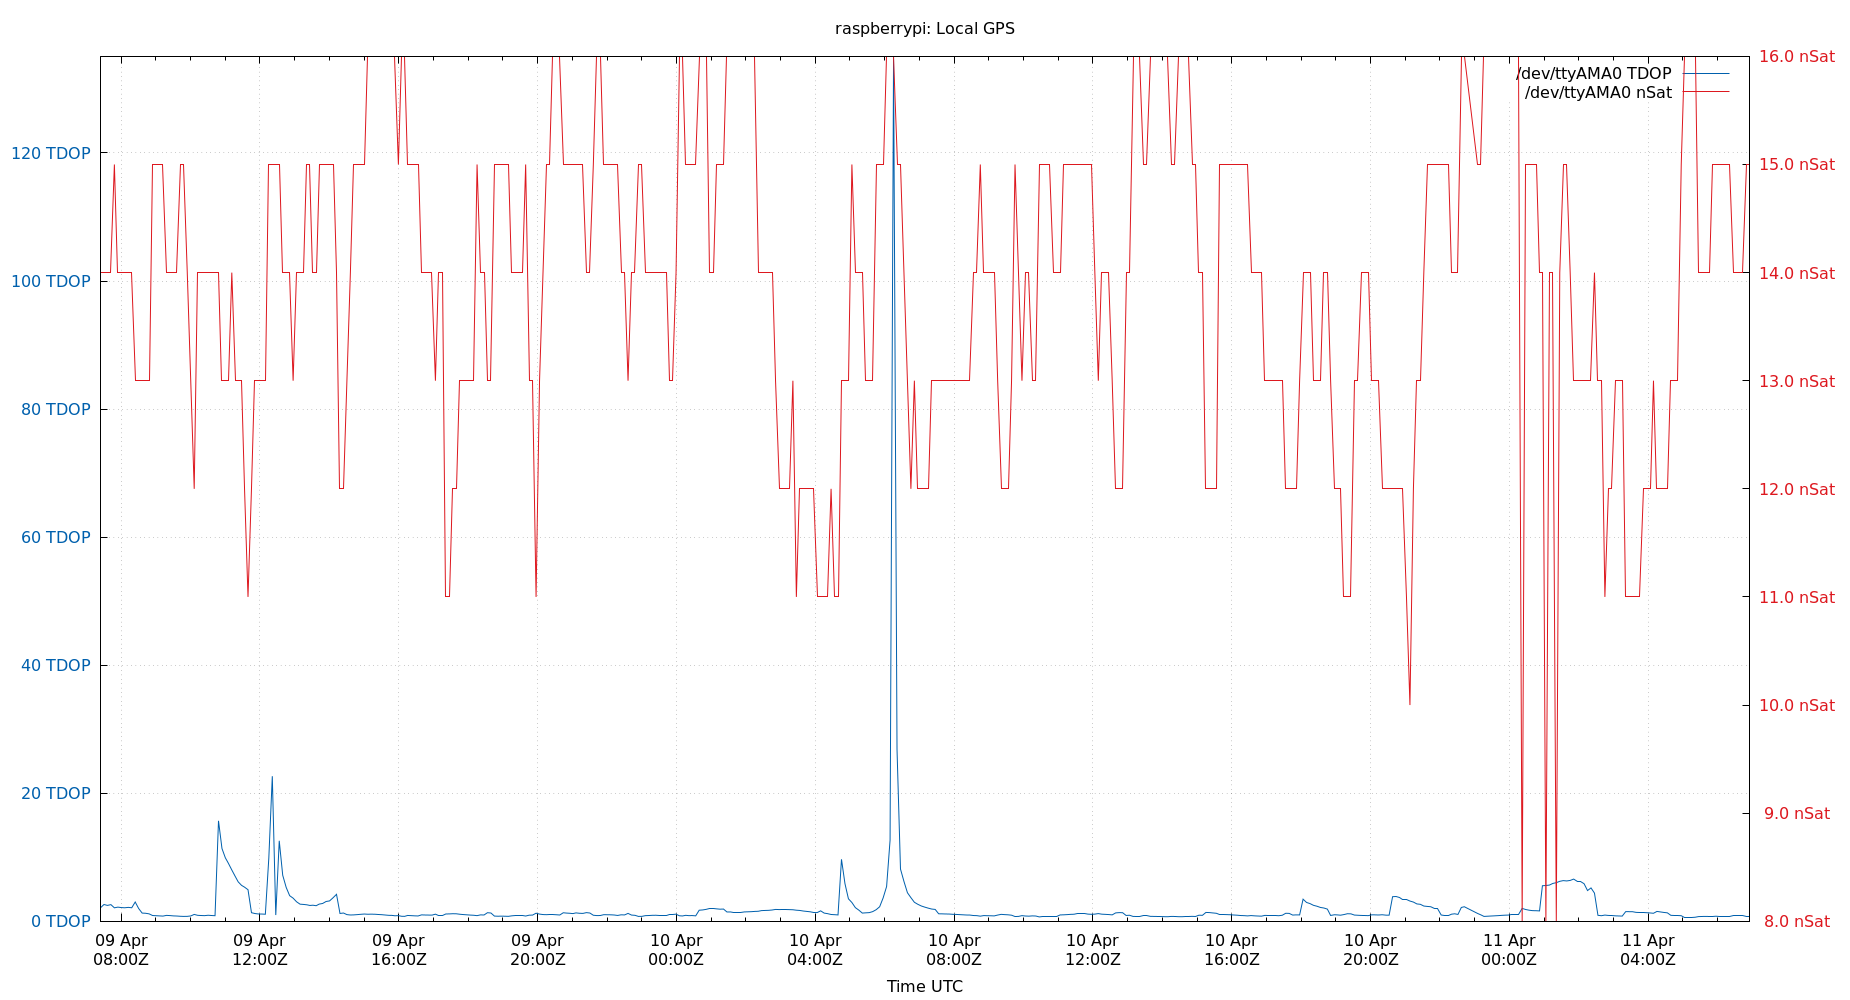 raspberrypi: Local GPS
16.0 nSat
/dev/ttyAMA0 TDOP
/dev/ttyAMA0 nSat
120 TDOP
15.0 nSat
100 TDOP
14.0 nSat
80 TDOP
13.0 nSat
12.0 nSat
60 TDOP
11.0 nSat
40 TDOP
10.0 nSat
20 TDOP
9.0 nSat
0 TDOP
8.0 nSat
09 Apr 09 Apr 09 Apr 09 Apr 10 Apr 10 Apr 10 Apr 10 Apr 10 Apr 10 Apr 11 Apr 11 Apr
08:00Z 12:00Z 16:00Z 20:00Z 00:00Z 04:00Z 08:00Z 12:00Z 16:00Z 20:00Z 00:00Z 04:00Z
Time UTC